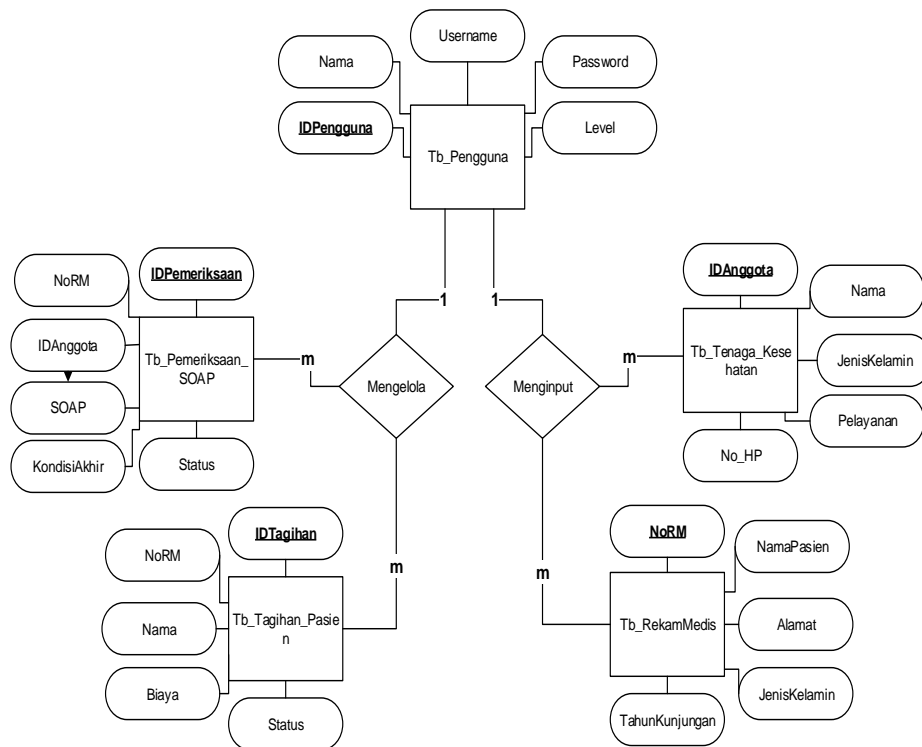 Username
Nama
Password
IDPengguna
Level
Tb_Pengguna
IDPemeriksaan
NoRM
IDAnggota
Tb_Pemeriksaan_
SOAP
SOAP
KondisiAkhir
Status
m
1
Mengelola
m
1
Menginput
m
m
IDAnggota
Nama
Tb_Tenaga_Kese
hatan
JenisKelamin
Pelayanan
No_HP
IDTagihan
NoRM
Tb_Tagihan_Pasie
n
Nama
Biaya
Status
NoRM
NamaPasien
Tb_RekamMedis
Alamat
JenisKelamin
TahunKunjungan